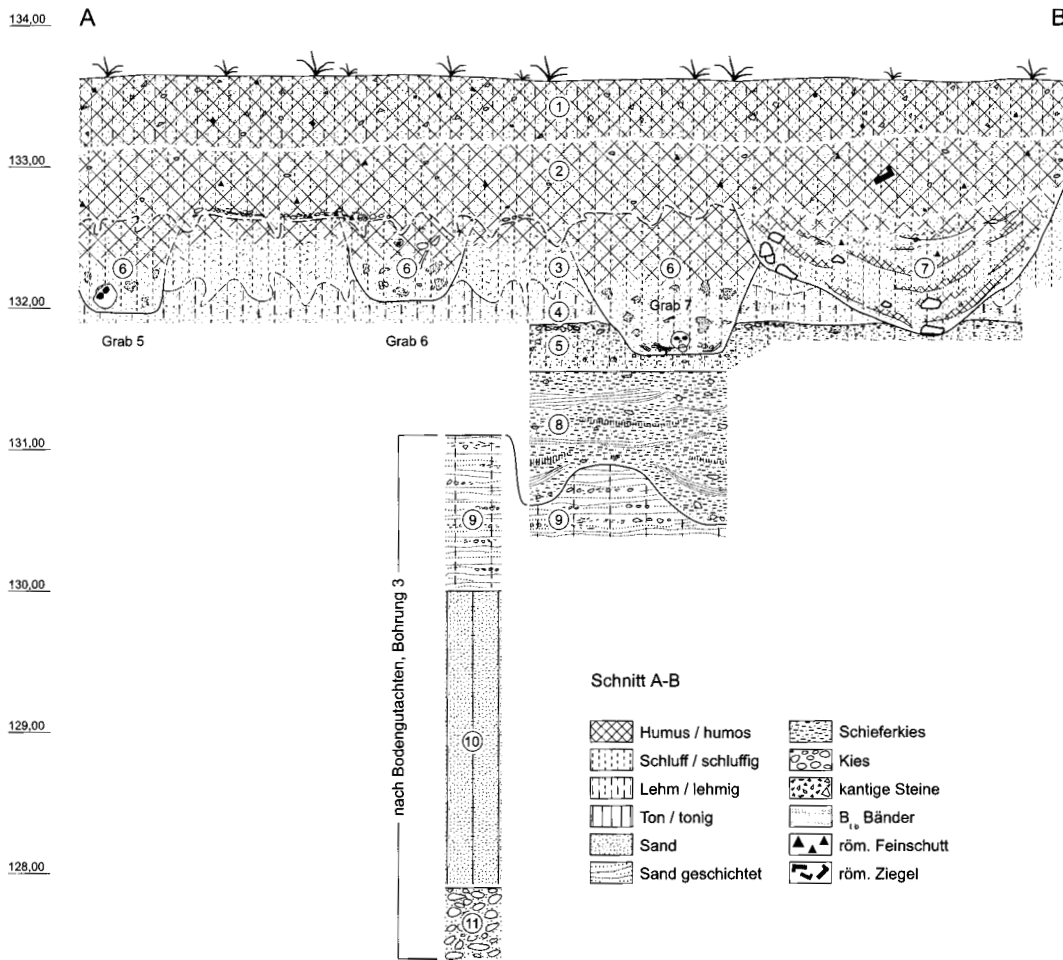 134,00
A
B
1
133,00
2
6
6
3
6
7
132,00
Grab 7
4
Grab 5
Grab 6
5
8
131,00
9
9
130,00
nach Bodengutachten, Bohrung 3
129,00
10
128,00
11
Schnitt A-B
Humus / humos
Schluff / schluffig
Lehm / lehmig
Ton / tonig
Sand
Sand geschichtet
Schieferkies
Kies
kantige Steine
Bₜb Bänder
röm. Feinschutt
röm. Ziegel